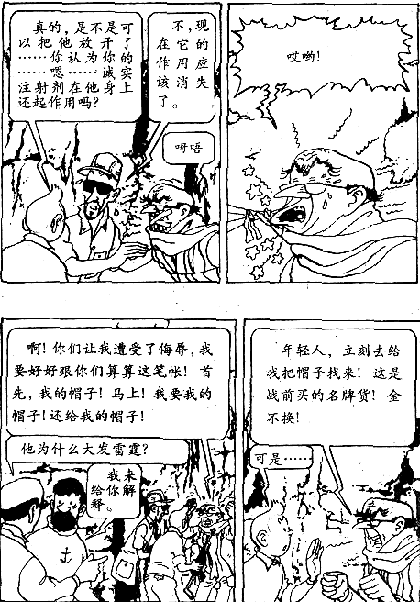 真的,是不是可
以把他放开?
……你认为你的
……嗯……诚实
注射剂在他身上
还起作用吗?
不,现
在它的
作用应
该消失
了。
呀唔
哎哟!
啊!你们让我遭受了侮辱,我
要好好跟你们算算这笔帐!首
先,我的帽子!马上!我要我的
帽子!还给我的帽子!
他为什么大发雷霆?
我来
给你解
释。
年轻人,立刻去给
我把帽子找来!这是
战前买的名牌货!金
不换!
可是……